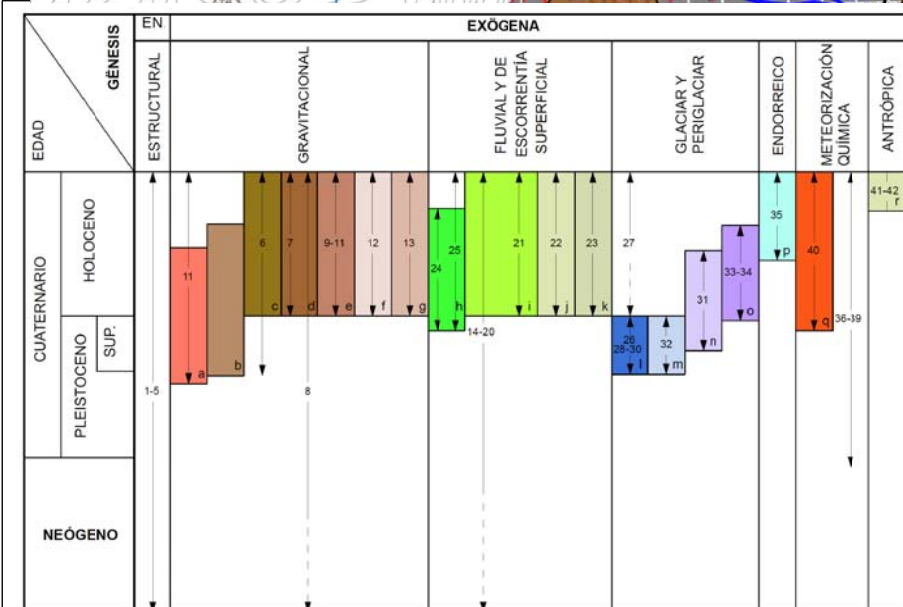 EN.
EXÖGENA
GËNESIS
EDAD
ESTRUCTURAL
GRAVITACIONAL
FLUVIAL Y DE
ESCORRENTÍA
SUPERFICIAL
GLACIAR Y
PERIGLACIAR
ENDORREICO
METEORIZACIÓN
QUÍMICA
ANTRÓPICA
CUATERNARIO
HOLOCENO
PLEISTOCENO
SUP.
NEÓGENO
1-5
11
a
b
6
c
7
d
8
9-11
e
12
f
13
g
24
25
h
14-20
21
i
22
j
23
k
27
26
28-30
l
32
m
31
n
33-34
o
35
p
40
q
36-39
41-42
r